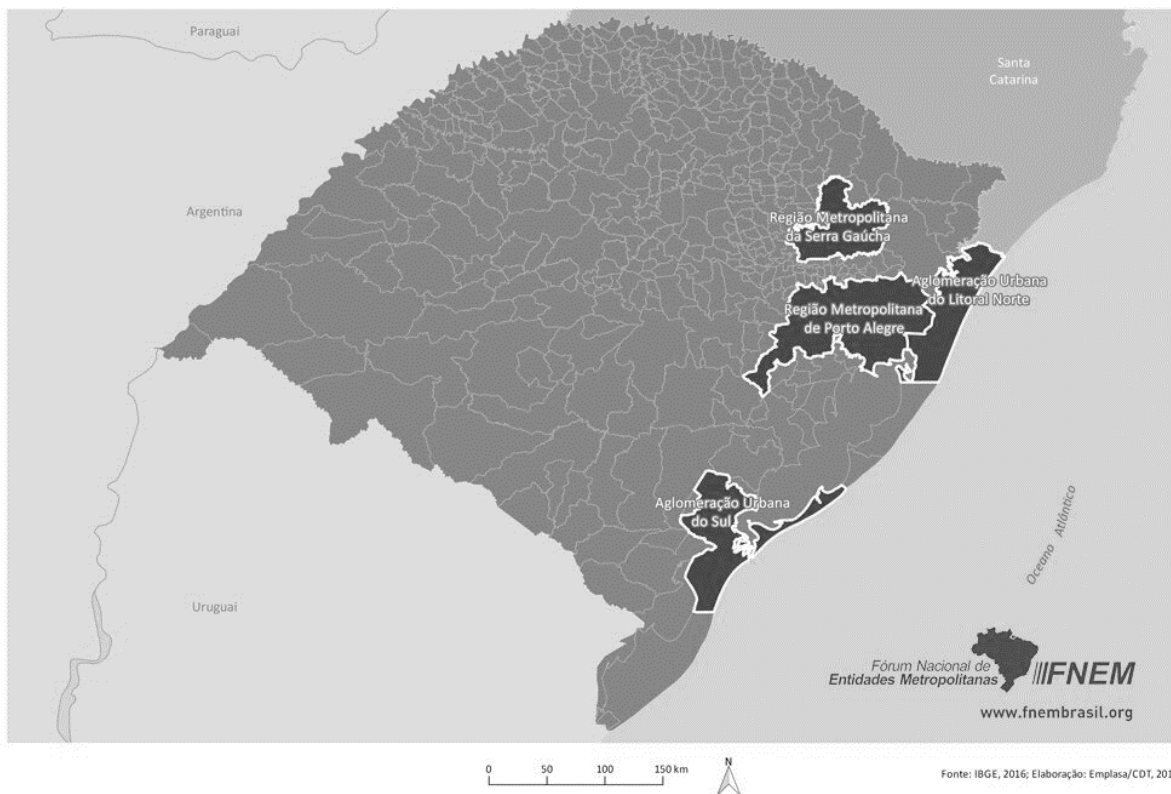 Paraguai
Santa
Catarina
Argentina
Região Metropolitana
da Serra Gaúcha
Aglomeração Urbana
do Litoral Norte
Região Metropolitana
de Porto Alegre
Aglomeração Urbana
do Sul
Oceano Atlântico
Uruguai
Fórum Nacional de
Entidades Metropolitanas
FNEM
www.fnembrasil.org
0 50 100 150 km
N
Fonte: IBGE, 2016; Elaboração: Emplasa/CDT, 201